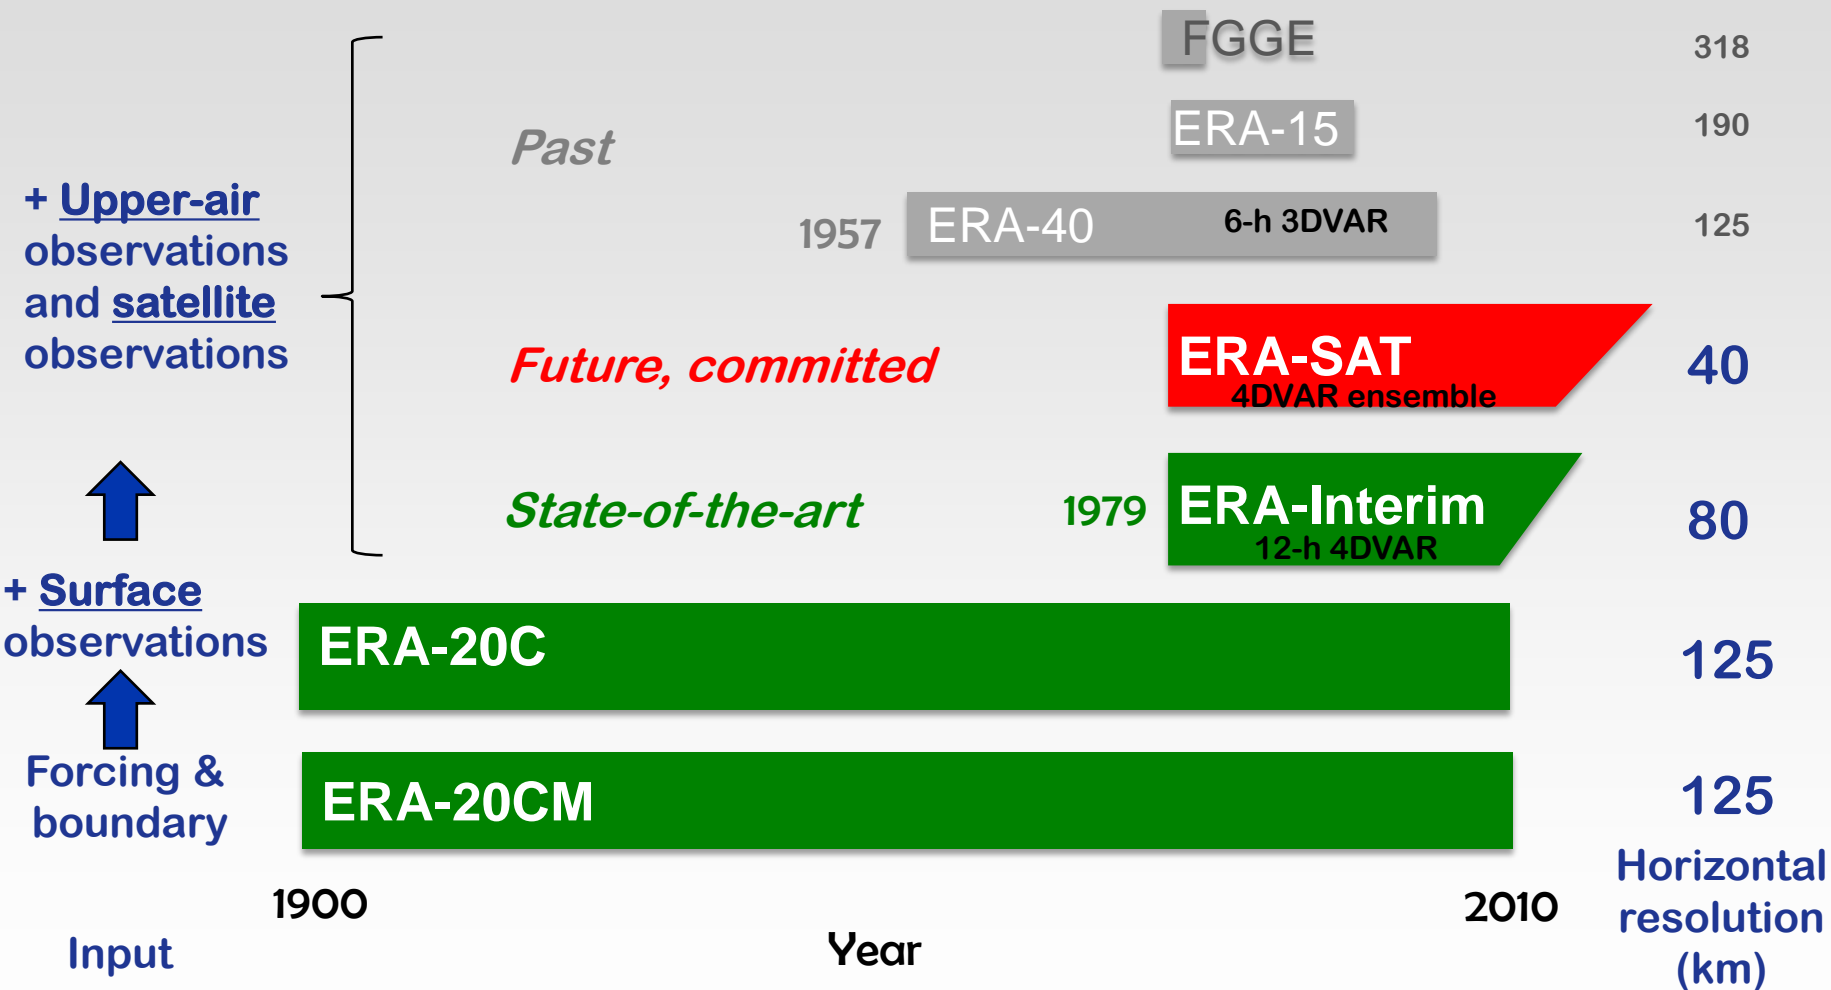 FGGE
318
Past
ERA-15
190
+ Upper-air
observations
and satellite
observations
1957
ERA-40
6-h 3DVAR
125
Future, committed
ERA-SAT
4DVAR ensemble
40
State-of-the-art
1979
ERA-Interim
12-h 4DVAR
80
+ Surface
observations
ERA-20C
125
Forcing &
boundary
ERA-20CM
125
1900
2010
Horizontal
resolution
(km)
Input
Year